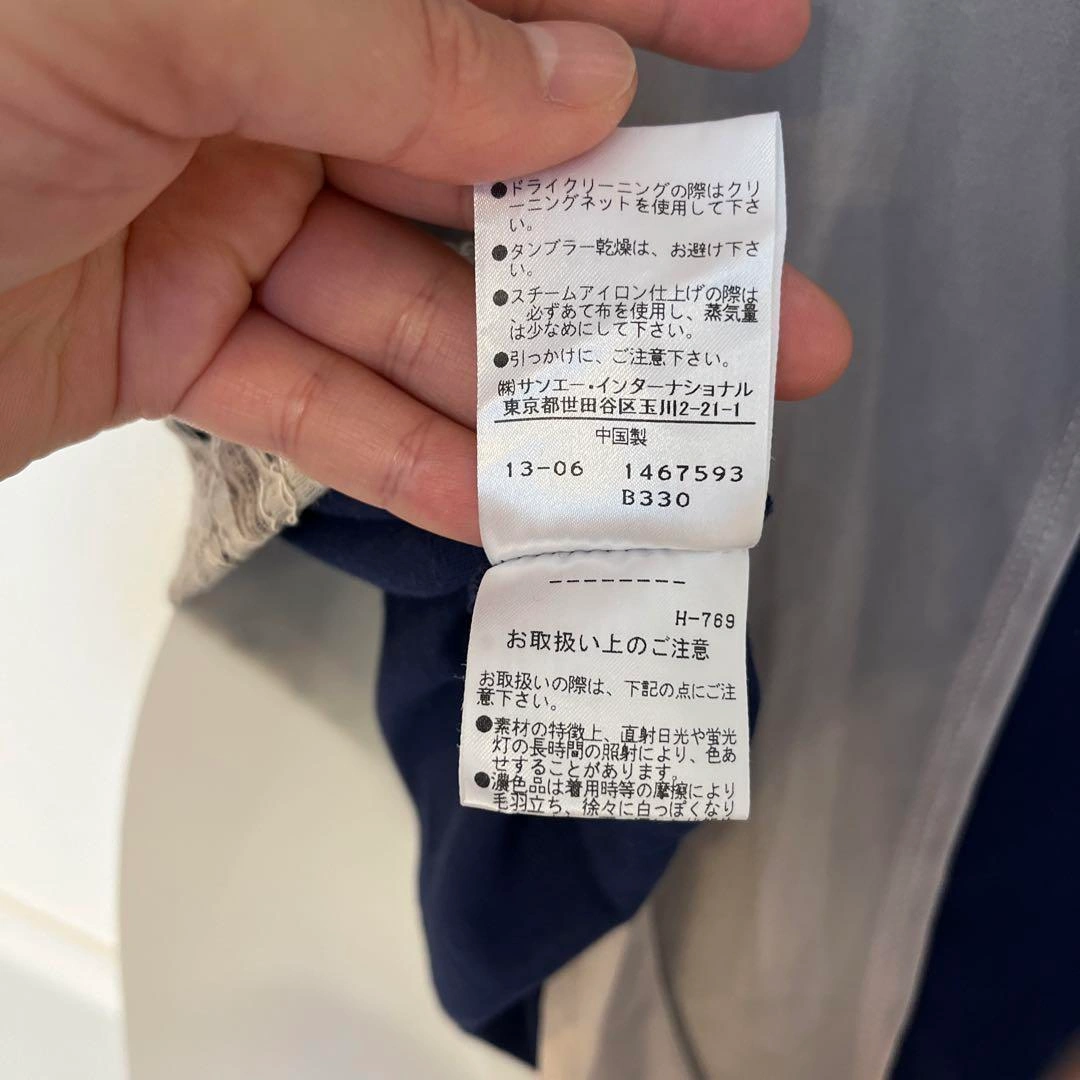 ●ドライクリーニングの際はクリ
ーニングネットを使用して下さ
い。
●タンブラー乾燥は、お避け下さ
い。
●スチームアイロン仕上げの際は
、必ずあて布を使用し、蒸気量
は少なめにして下さい。
●引っかけに、ご注意下さい。
㈱サンエー・インターナショナル
東京都世田谷区玉川2-21-1
中国製
13-06 1467593
B330
--------
H-769
お取扱い上のご注意
お取扱いの際は、下記の点にご注
意下さい。
●素材の特徴上、直射日光や蛍光
灯の長時間の照射により、色あ
せすることがあります。
●濃色品は着用時等の摩擦により
毛羽立ち、徐々に白っぽくなり